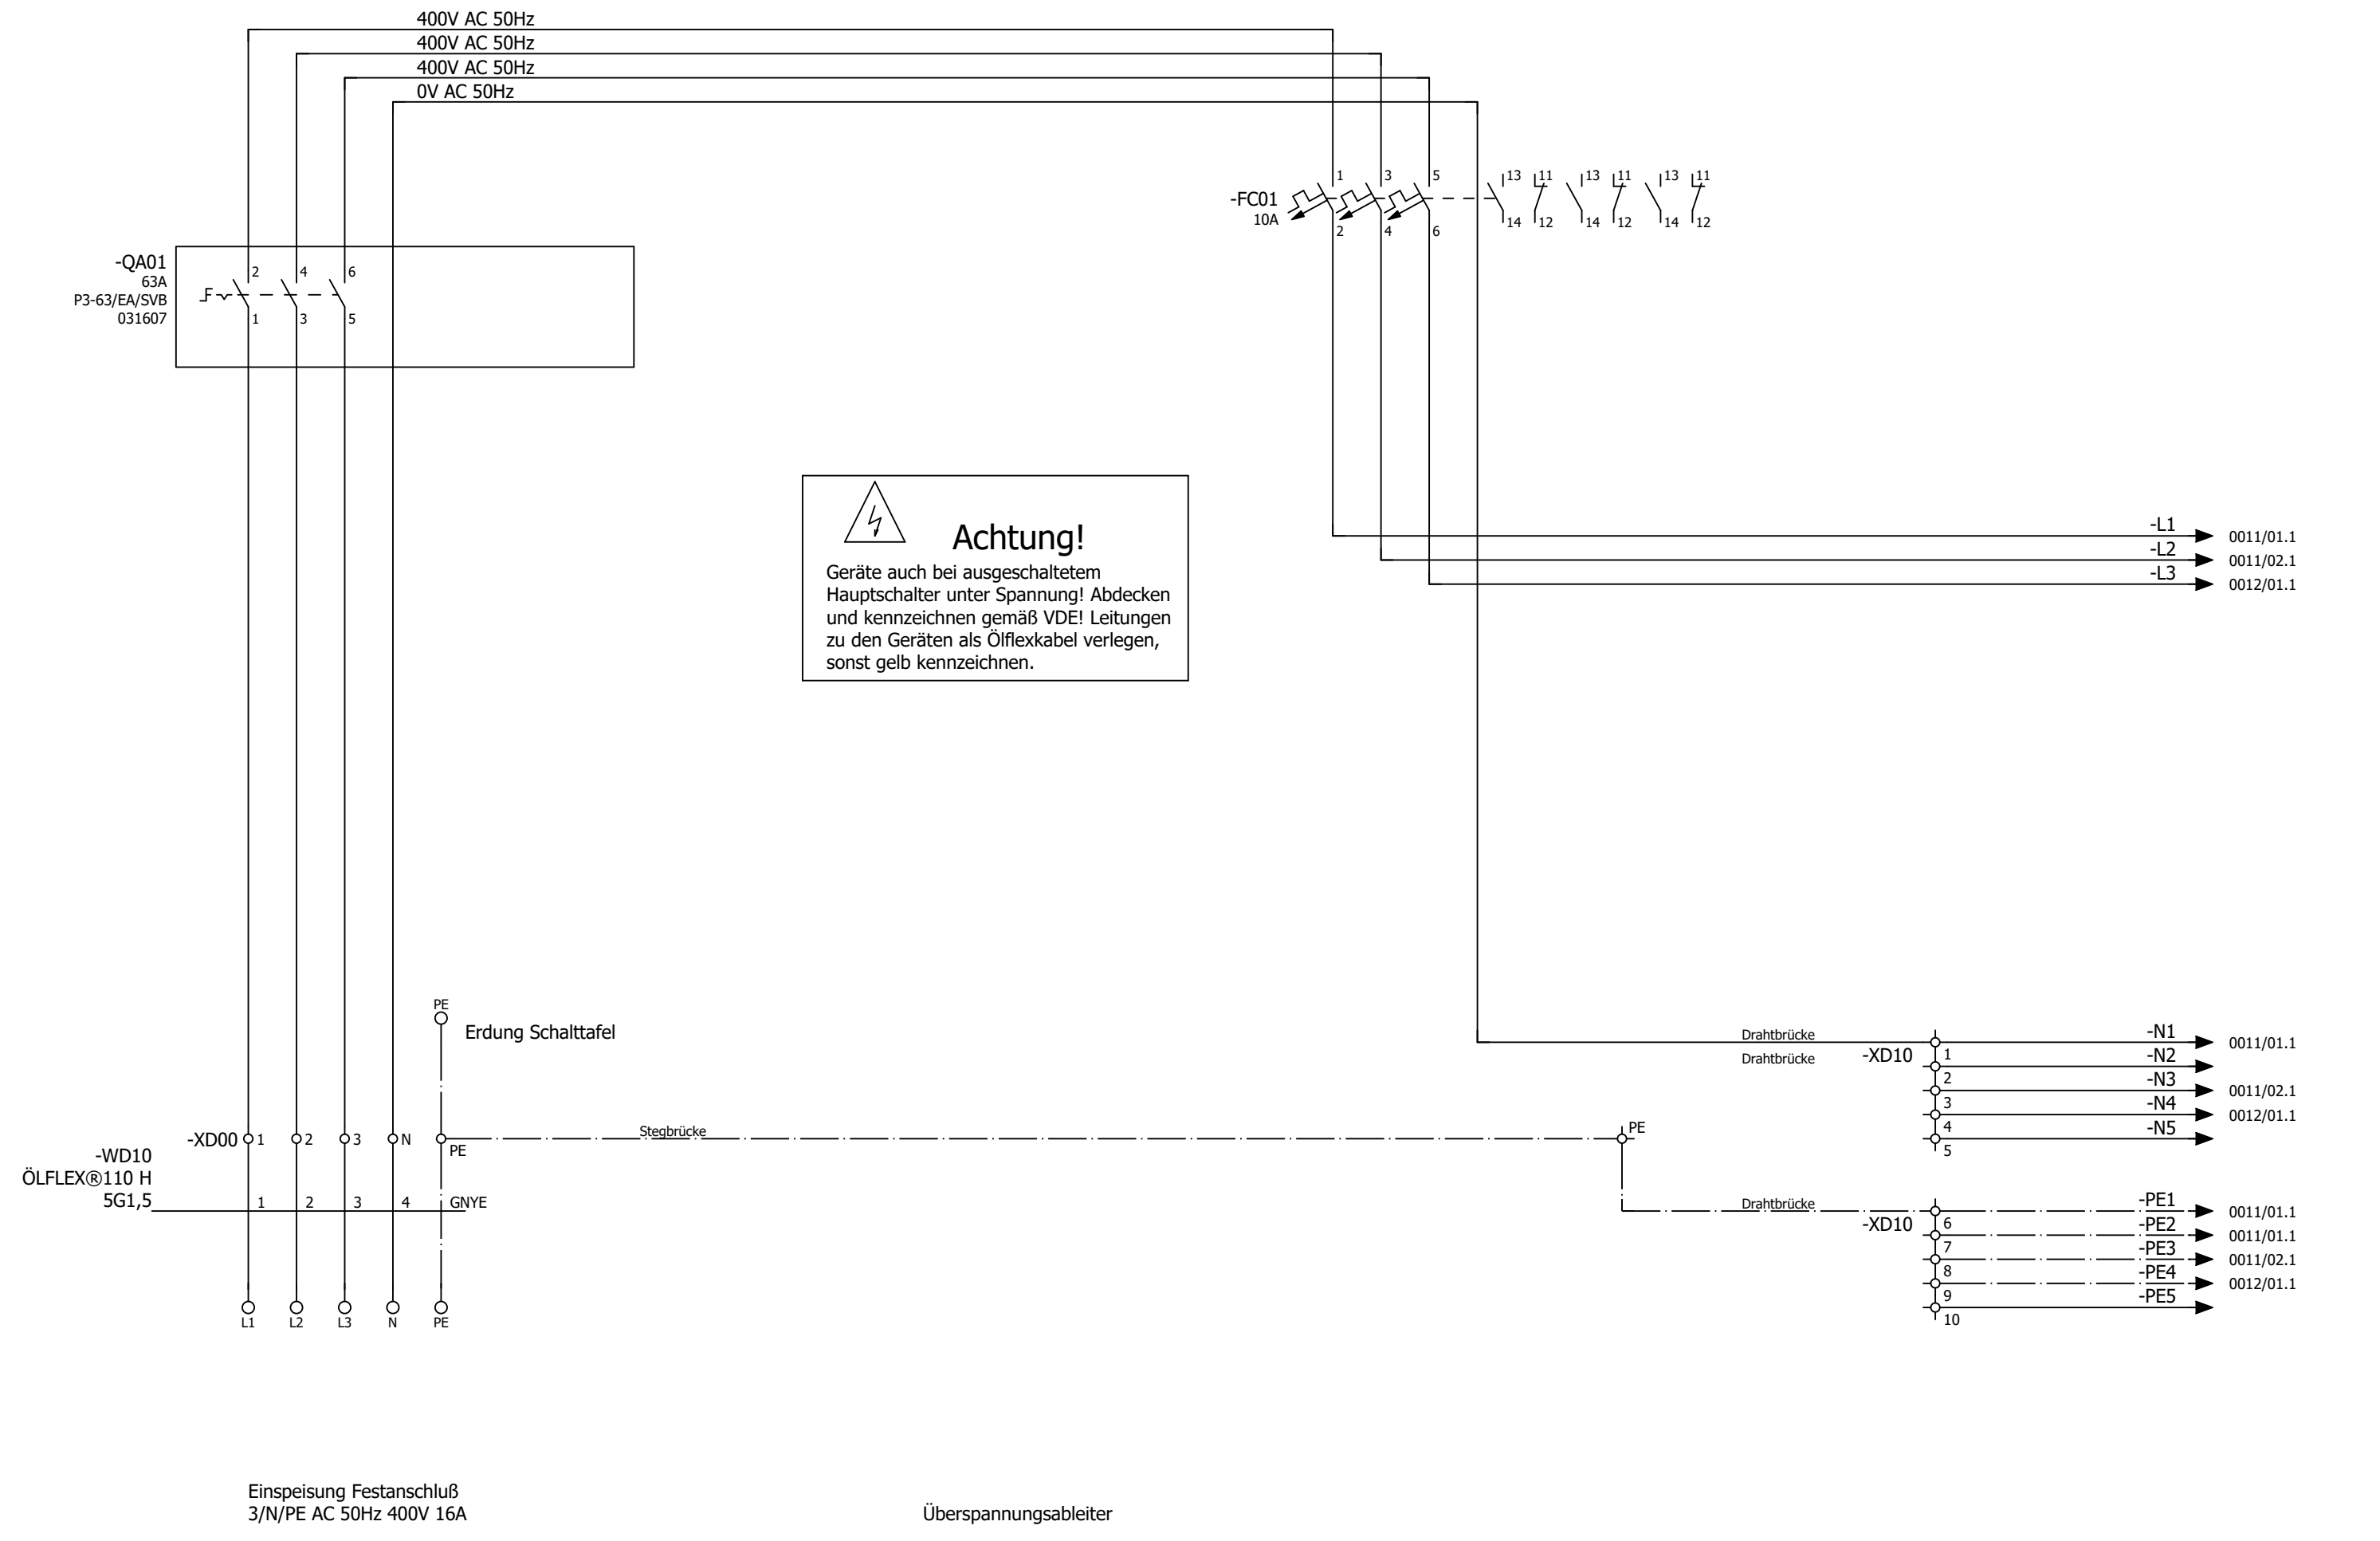 400V AC 50Hz
400V AC 50Hz
400V AC 50Hz
0V AC 50Hz
1 3 5 13 11 13 11 13 11
-FC01
10A
2 4 6 14 12 14 12 14 12
-QA01
63A
P3-63/EA/SVB
031607
2 4 6
1 3 5
Achtung!
Geräte auch bei ausgeschaltetem
Hauptschalter unter Spannung! Abdecken
und kennzeichnen gemäß VDE! Leitungen
zu den Geräten als Ölflexkabel verlegen,
sonst gelb kennzeichnen.
-L1 0011/01.1
-L2 0011/02.1
-L3 0012/01.1
PE
Erdung Schalttafel
Drahtbrücke -N1 0011/01.1
Drahtbrücke -XD10 1 -N2
2 -N3 0011/02.1
3 -N4 0012/01.1
4 -N5
5
-XD00 1 2 3 N PE
Stegbrücke PE
-WD10
ÖLFLEX®110 H
5G1,5
1 2 3 4 GNYE
Drahtbrücke -PE1 0011/01.1
-XD10 6 -PE2 0011/01.1
7 -PE3 0011/02.1
8 -PE4 0012/01.1
9 -PE5
10
L1 L2 L3 N PE
Einspeisung Festanschluß
3/N/PE AC 50Hz 400V 16A
Überspannungsableiter